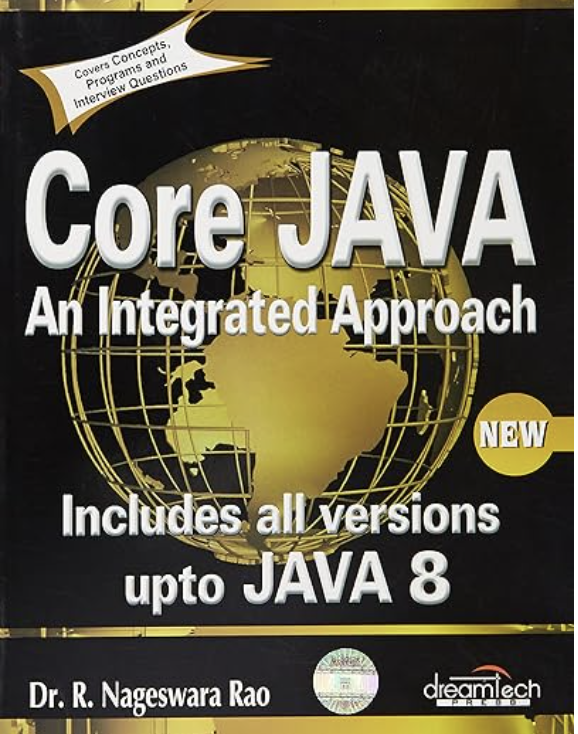 Covers Concepts,
Programs and
Interview Questions
Core JAVA
An Integrated Approach
NEW
Includes all versions
upto JAVA 8
Dr. R. Nageswara Rao
dreamtech
PRESS